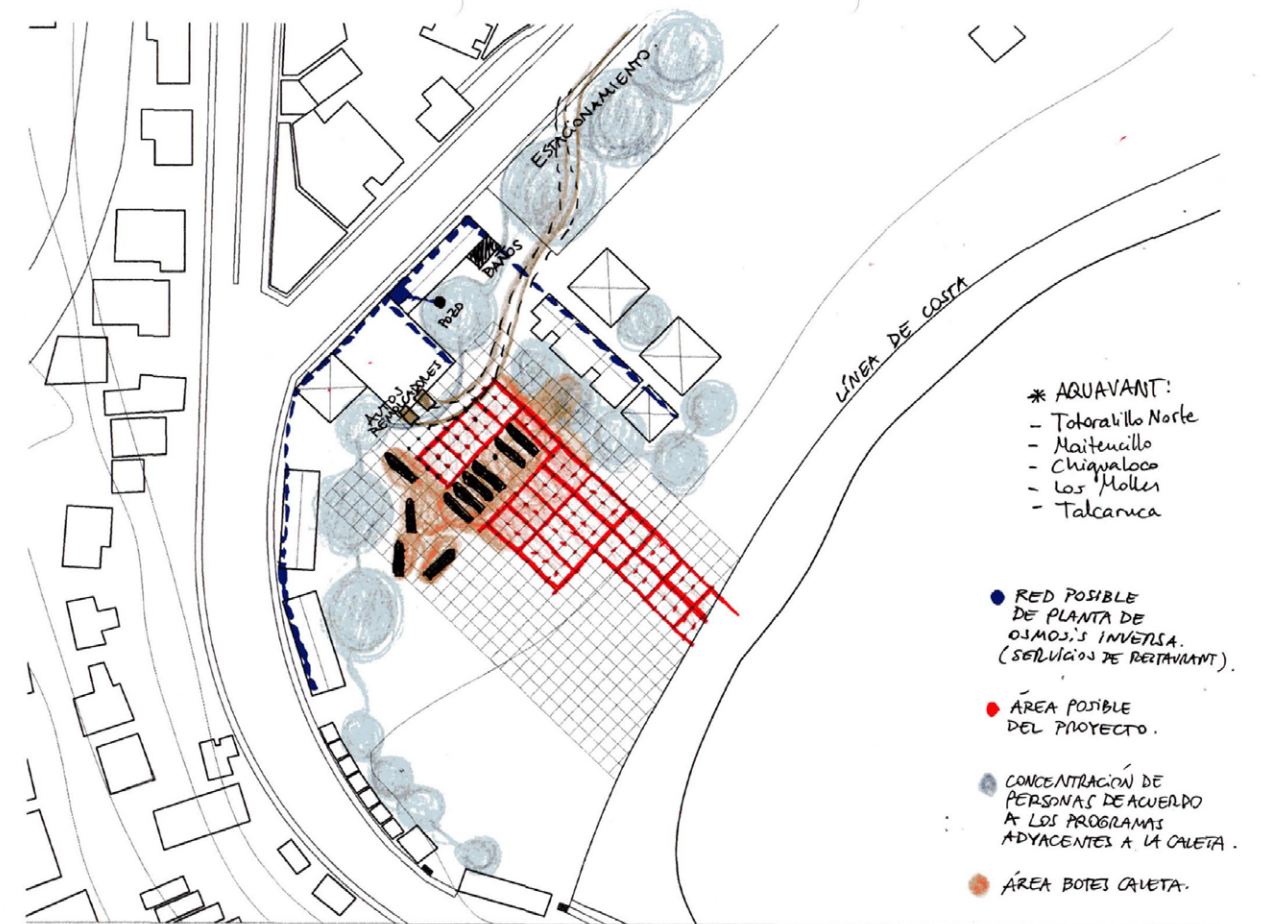 ESTACIONAMIENTO.
BAÑOS
POZO
AUTOS
REMOLCADORES
LÍNEA DE COSTA
* AQUAVANT:
- Totoralillo Norte
- Maitencillo
- Chigualoco
- Los Molles
- Talcaruca
RED POSIBLE
DE PLANTA DE
OSMOSIS INVERSA.
(SERVICIOS DE RESTAURANT).
ÁREA POSIBLE
DEL PROYECTO.
CONCENTRACIÓN DE
PERSONAS DE ACUERDO
A LOS PROGRAMAS
ADYACENTES A LA CALETA.
ÁREA BOTES CALETA.